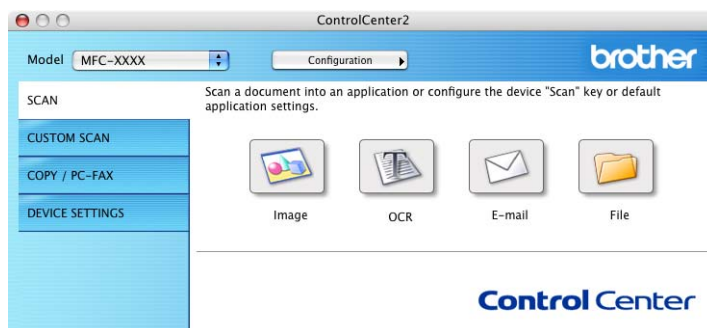 ControlCenter2
Model MFC-XXXX Configuration brother
SCAN
CUSTOM SCAN
COPY / PC-FAX
DEVICE SETTINGS
Scan a document into an application or configure the device "Scan" key or default
application settings.
Image OCR E-mail File
Control Center